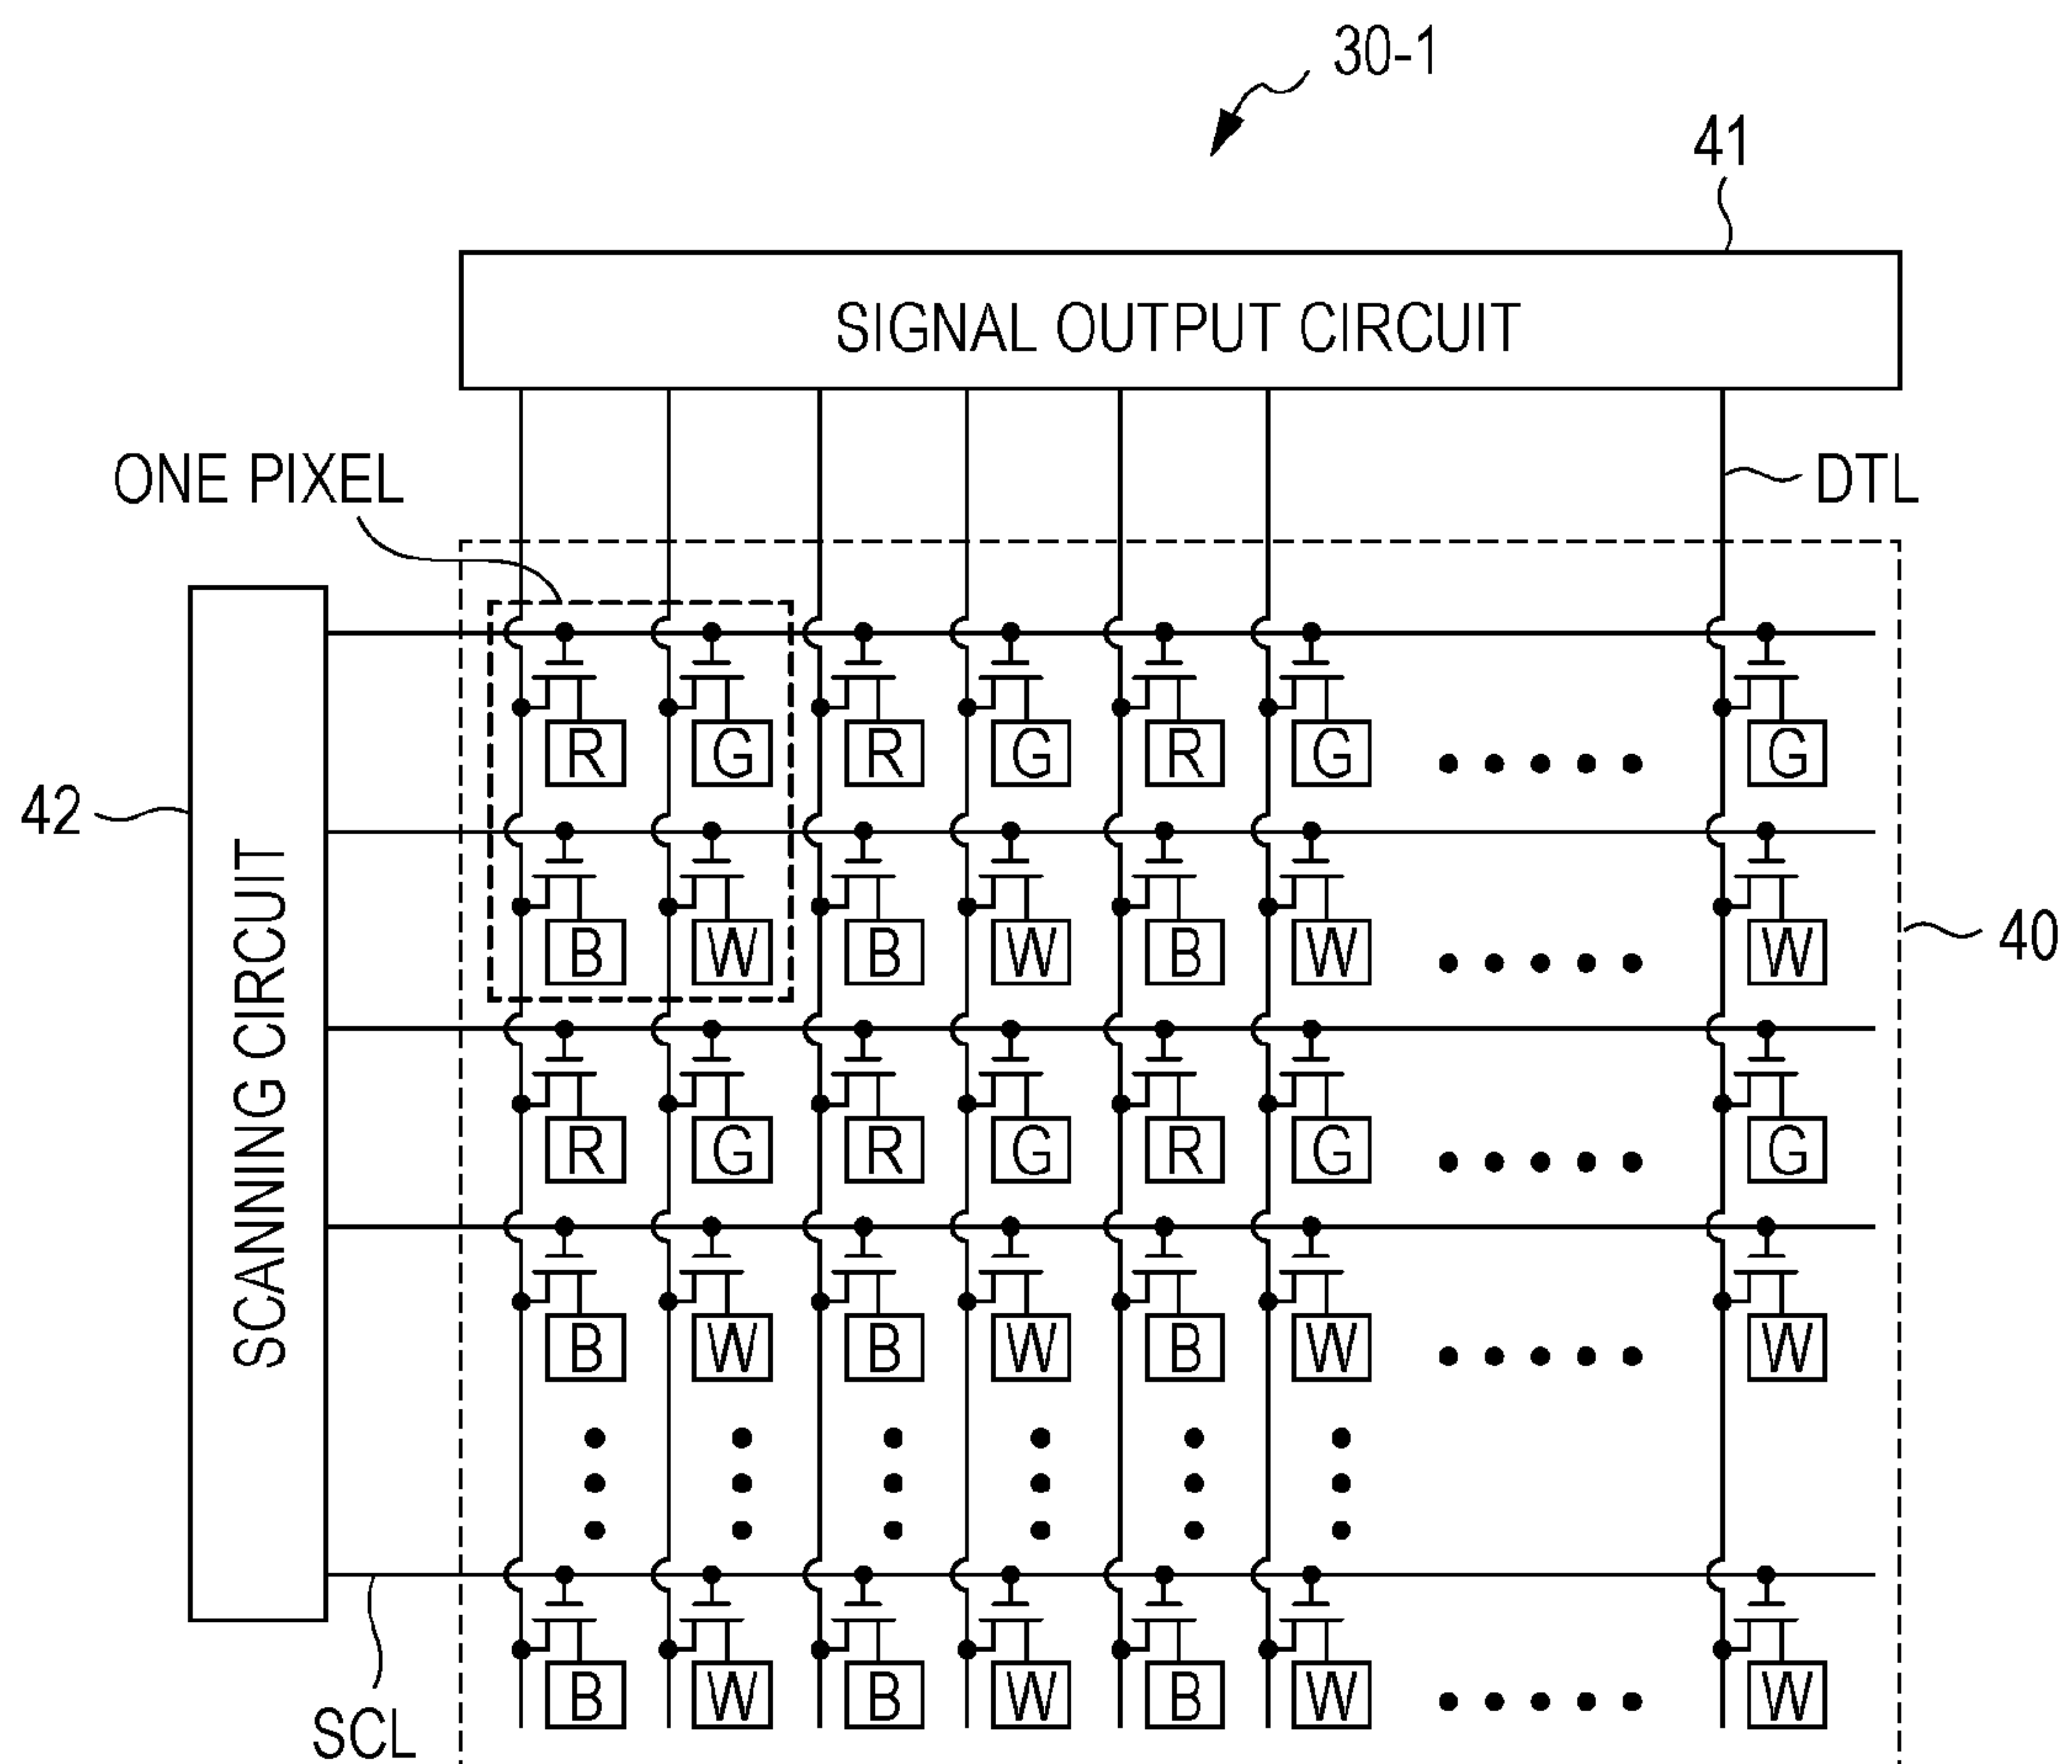 30-1
41
SIGNAL OUTPUT CIRCUIT
ONE PIXEL
DTL
R G R G R G G
42
SCANNING CIRCUIT
B W B W B W W
40
R G R G R G G
B W B W B W W
B W B W B W W
SCL